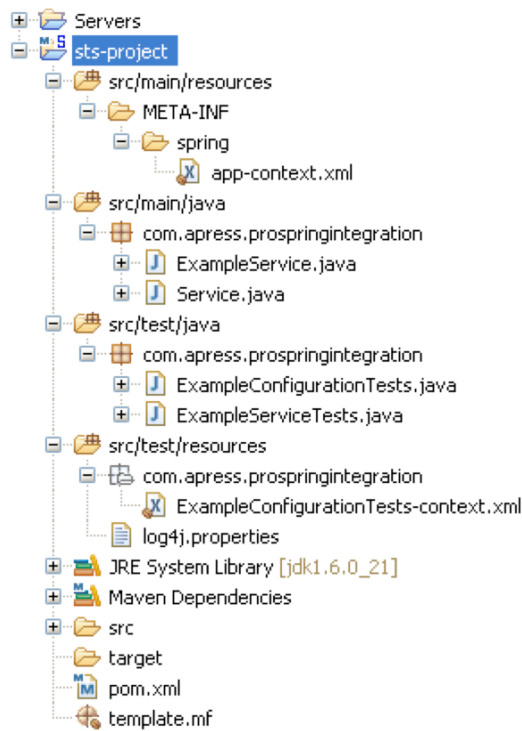 Servers
sts-project
src/main/resources
META-INF
spring
app-context.xml
src/main/java
com.apress.prospringintegration
ExampleService.java
Service.java
src/test/java
com.apress.prospringintegration
ExampleConfigurationTests.java
ExampleServiceTests.java
src/test/resources
com.apress.prospringintegration
ExampleConfigurationTests-context.xml
log4j.properties
JRE System Library [jdk1.6.0_21]
Maven Dependencies
src
target
pom.xml
template.mf